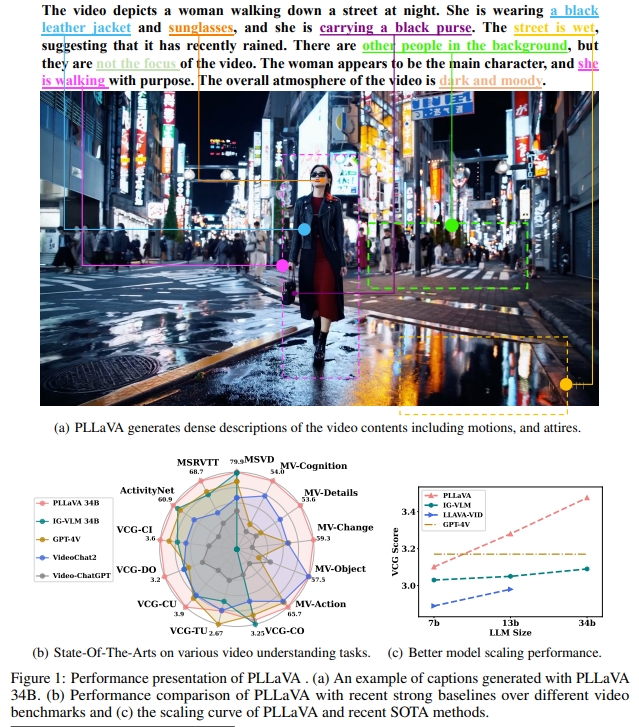 The video depicts a woman walking down a street at night. She is wearing a black
leather jacket and sunglasses, and she is carrying a black purse. The street is wet,
suggesting that it has recently rained. There are other people in the background, but
they are not the focus of the video. The woman appears to be the main character, and she
is walking with purpose. The overall atmosphere of the video is dark and moody.
(a) PLLaVA generates dense descriptions of the video contents including motions, and attires.
MSRVTT
68.7
79.9
MSVD
54.0
MV-Cognition
ActivityNet
60.9
53.6
MV-Details
VCG-CI
3.6
59.3
MV-Change
VCG-DO
3.2
57.5
MV-Object
VCG-CU
3.9
65.7
MV-Action
VCG-TU
2.67
3.25
VCG-CO
PLLaVA 34B
IG-VLM 34B
GPT-4V
VideoChat2
Video-ChatGPT
(b) State-Of-The-Arts on various video understanding tasks.
PLLaVA
IG-VLM
LLAVA-VID
GPT-4V
VCG Score
3.4
3.2
3.0
7b
13b
34b
LLM Size
(c) Better model scaling performance.
Figure 1: Performance presentation of PLLaVA . (a) An example of captions generated with PLLaVA
34B. (b) Performance comparison of PLLaVA with recent strong baselines over different video
benchmarks and (c) the scaling curve of PLLaVA and recent SOTA methods.